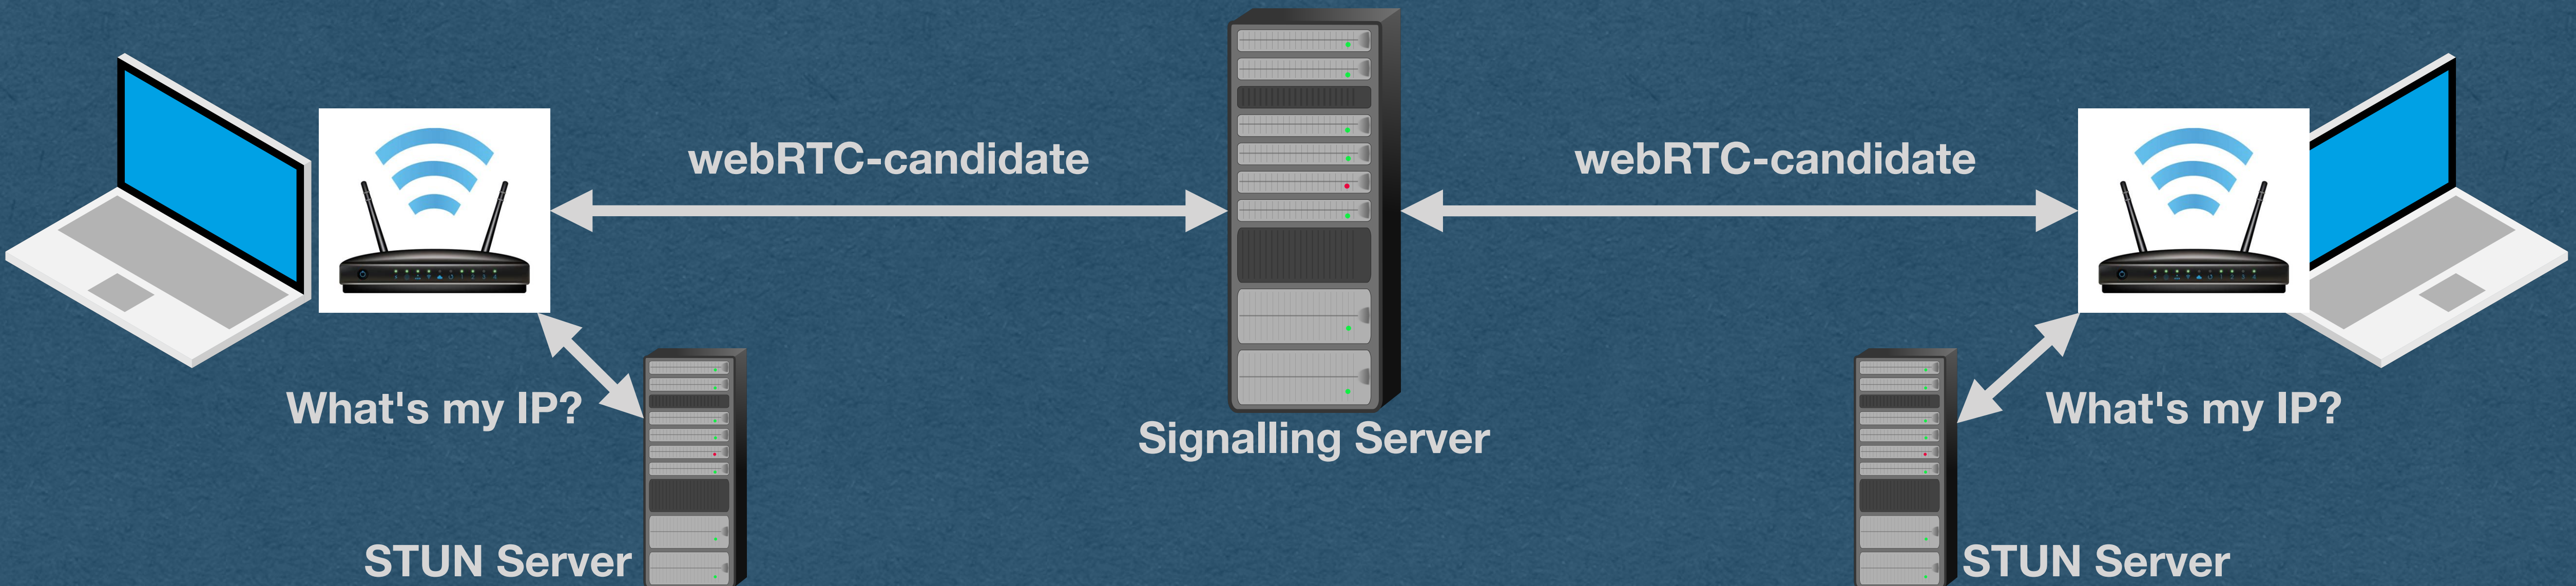 webRTC-candidate
webRTC-candidate
What's my IP?
Signalling Server
What's my IP?
STUN Server
STUN Server